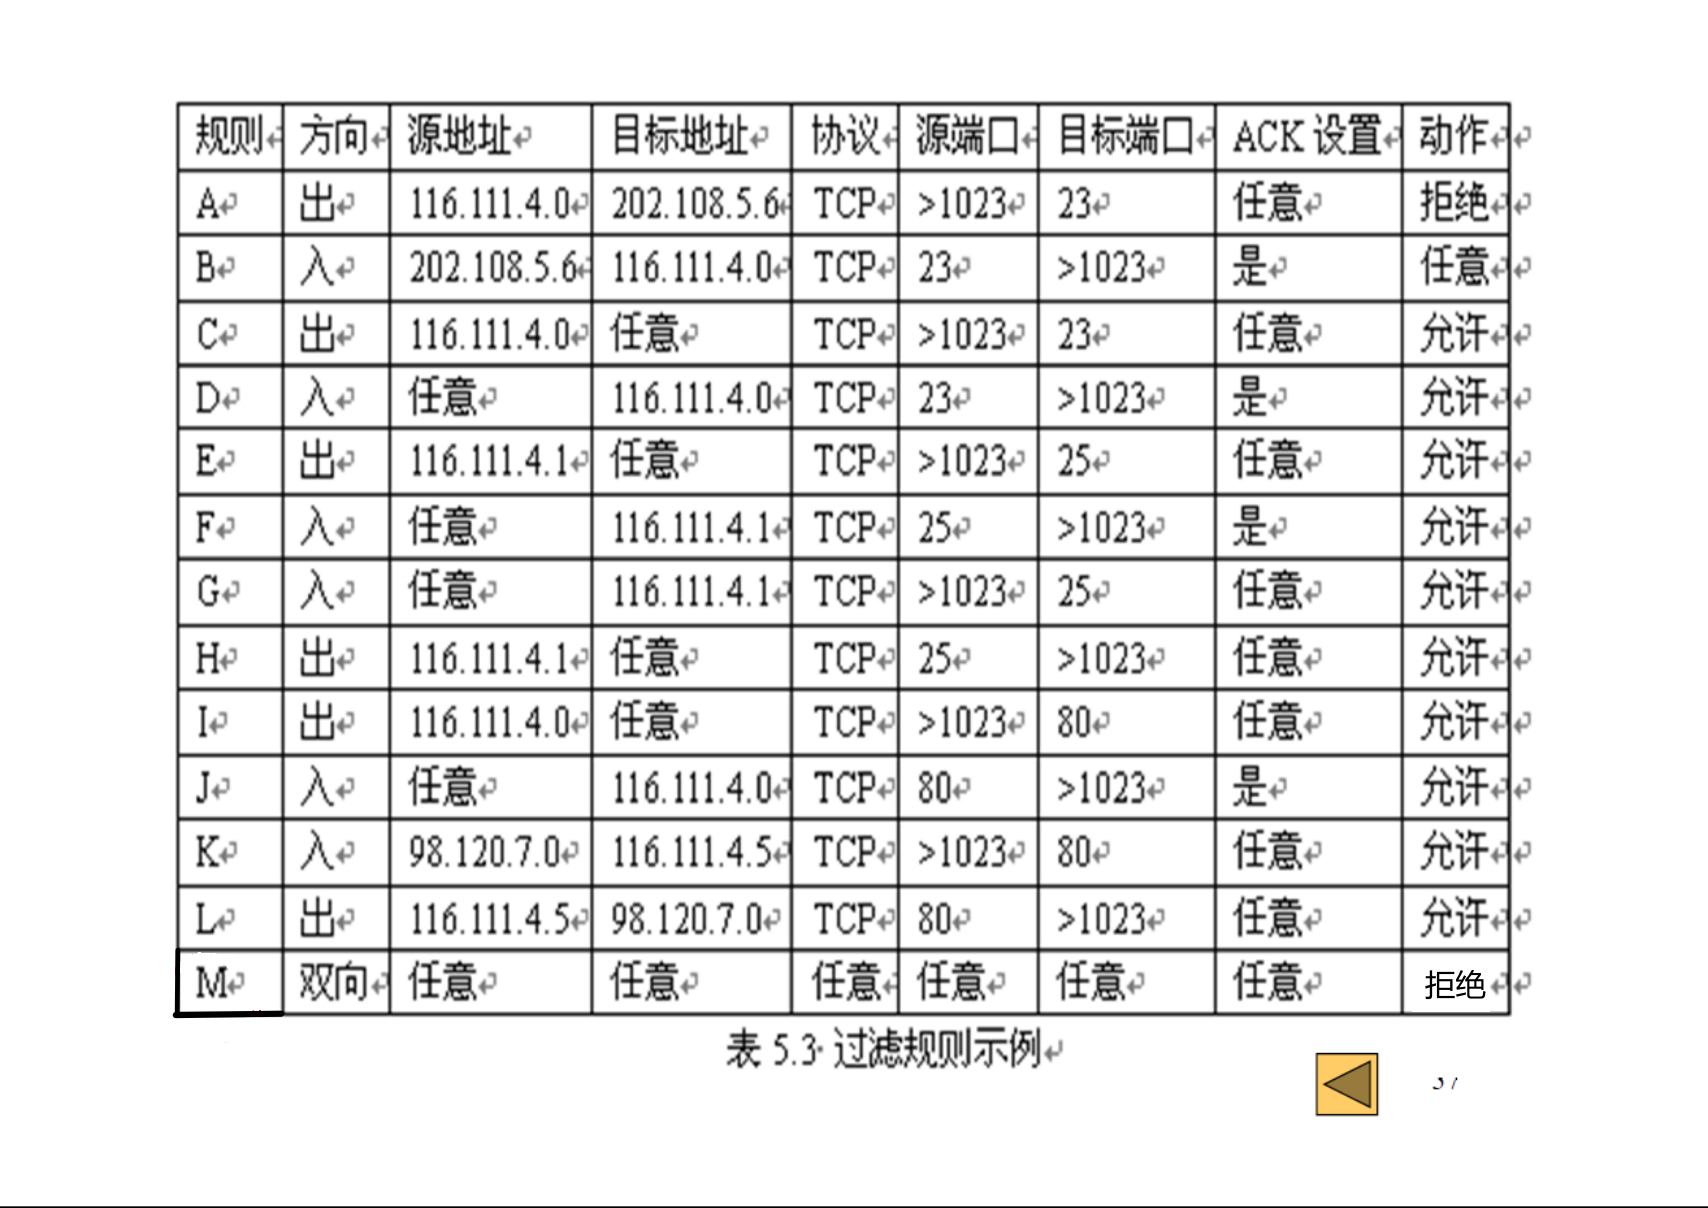 规则 方向 源地址 目标地址 协议 源端口 目标端口 ACK 设置 动作
A 出 116.111.4.0 202.108.5.6 TCP >1023 23 任意 拒绝
B 入 202.108.5.6 116.111.4.0 TCP 23 >1023 是 任意
C 出 116.111.4.0 任意 TCP >1023 23 任意 允许
D 入 任意 116.111.4.0 TCP 23 >1023 是 允许
E 出 116.111.4.1 任意 TCP >1023 25 任意 允许
F 入 任意 116.111.4.1 TCP 25 >1023 是 允许
G 入 任意 116.111.4.1 TCP >1023 25 任意 允许
H 出 116.111.4.1 任意 TCP 25 >1023 任意 允许
I 出 116.111.4.0 任意 TCP >1023 80 任意 允许
J 入 任意 116.111.4.0 TCP 80 >1023 是 允许
K 入 98.120.7.0 116.111.4.5 TCP >1023 80 任意 允许
L 出 116.111.4.5 98.120.7.0 TCP 80 >1023 任意 允许
M 双向 任意 任意 任意 任意 任意 任意 拒绝
表 5.3 过滤规则示例